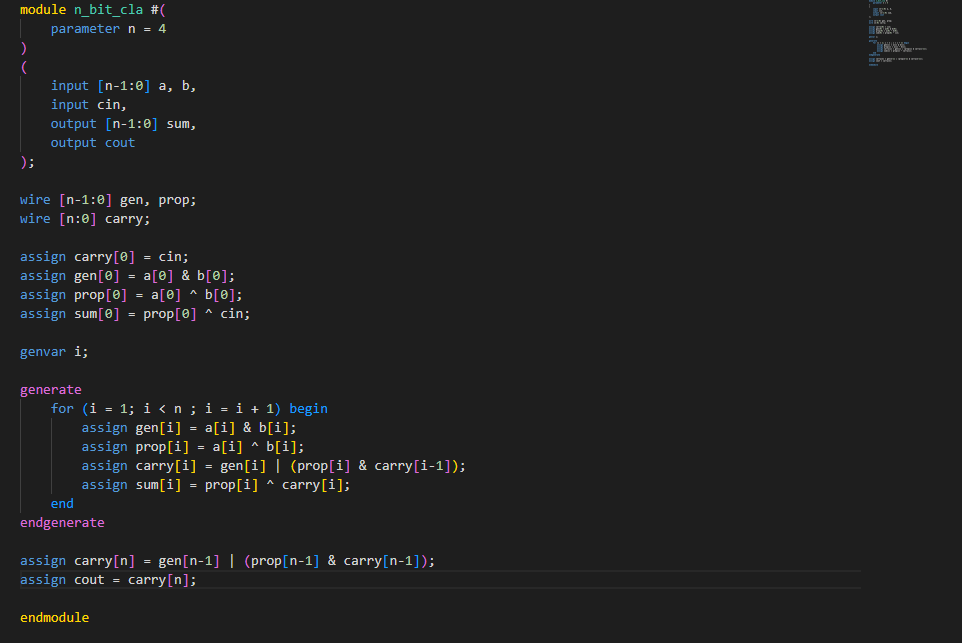 module n_bit_cla #(
    parameter n = 4
)
(
    input [n-1:0] a, b,
    input cin,
    output [n-1:0] sum,
    output cout
);
wire [n-1:0] gen, prop;
wire [n:0] carry;
assign carry[0] = cin;
assign gen[0] = a[0] & b[0];
assign prop[0] = a[0] ^ b[0];
assign sum[0] = prop[0] ^ cin;
genvar i;
generate
    for (i = 1; i < n ; i = i + 1) begin
        assign gen[i] = a[i] & b[i];
        assign prop[i] = a[i] ^ b[i];
        assign carry[i] = gen[i] | (prop[i] & carry[i-1]);
        assign sum[i] = prop[i] ^ carry[i];
    end
endgenerate
assign carry[n] = gen[n-1] | (prop[n-1] & carry[n-1]);
assign cout = carry[n];
endmodule